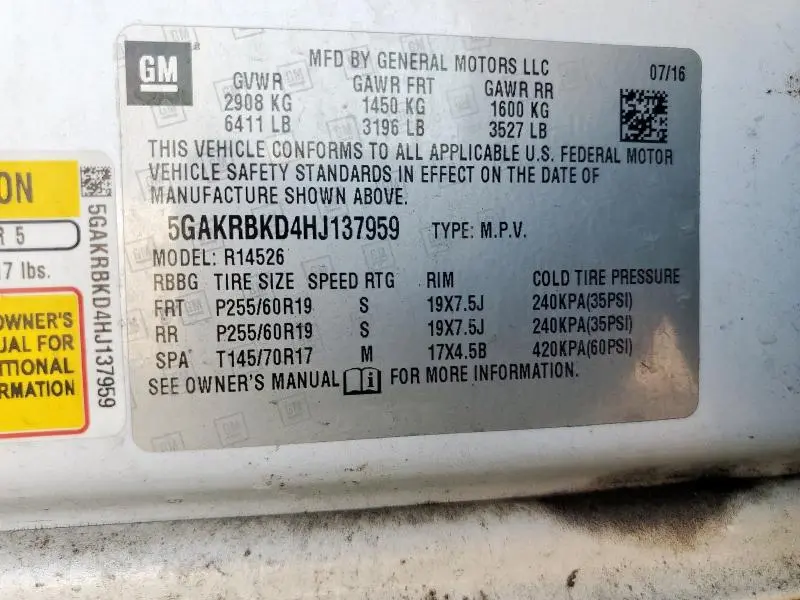 GM
MFD BY GENERAL MOTORS LLC
07/16
GVWR GAWR FRT GAWR RR
2908 KG 1450 KG 1600 KG
6411 LB 3196 LB 3527 LB
THIS VEHICLE CONFORMS TO ALL APPLICABLE U.S. FEDERAL MOTOR
VEHICLE SAFETY STANDARDS IN EFFECT ON THE DATE OF
MANUFACTURE SHOWN ABOVE.
5GAKRBKD4HJ137959 TYPE: M.P.V.
MODEL: R14526
RBBG TIRE SIZE SPEED RTG RIM COLD TIRE PRESSURE
FRT P255/60R19 S 19X7.5J 240KPA(35PSI)
RR P255/60R19 S 19X7.5J 240KPA(35PSI)
SPA T145/70R17 M 17X4.5B 420KPA(60PSI)
SEE OWNER'S MANUAL FOR MORE INFORMATION.
ON
R 5
17 lbs.
OWNER'S
UAL FOR
ITIONAL
RMATION
5GAKRBKD4HJ137959